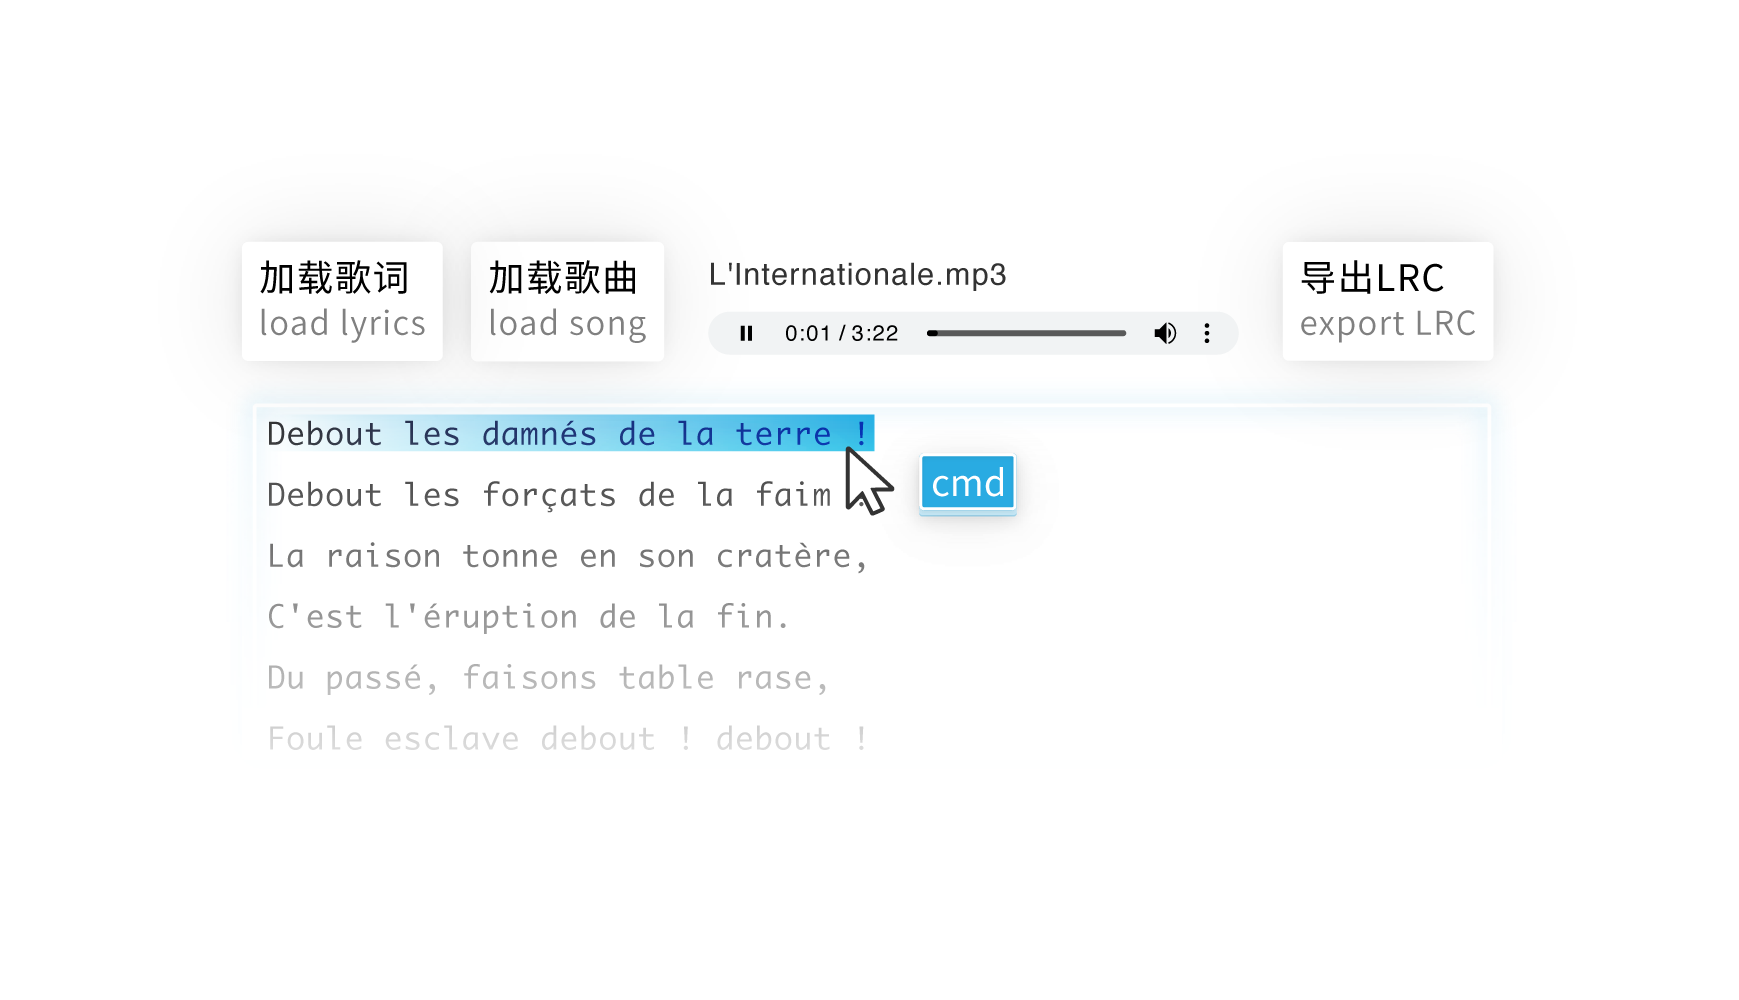 加载歌词
load lyrics
加载歌曲
load song
L'Internationale.mp3
0:01 / 3:22
导出LRC
export LRC
Debout les damnés de la terre !
cmd
Debout les forçats de la faim
La raison tonne en son cratère,
C'est l'éruption de la fin.
Du passé, faisons table rase,
Foule esclave debout ! debout !